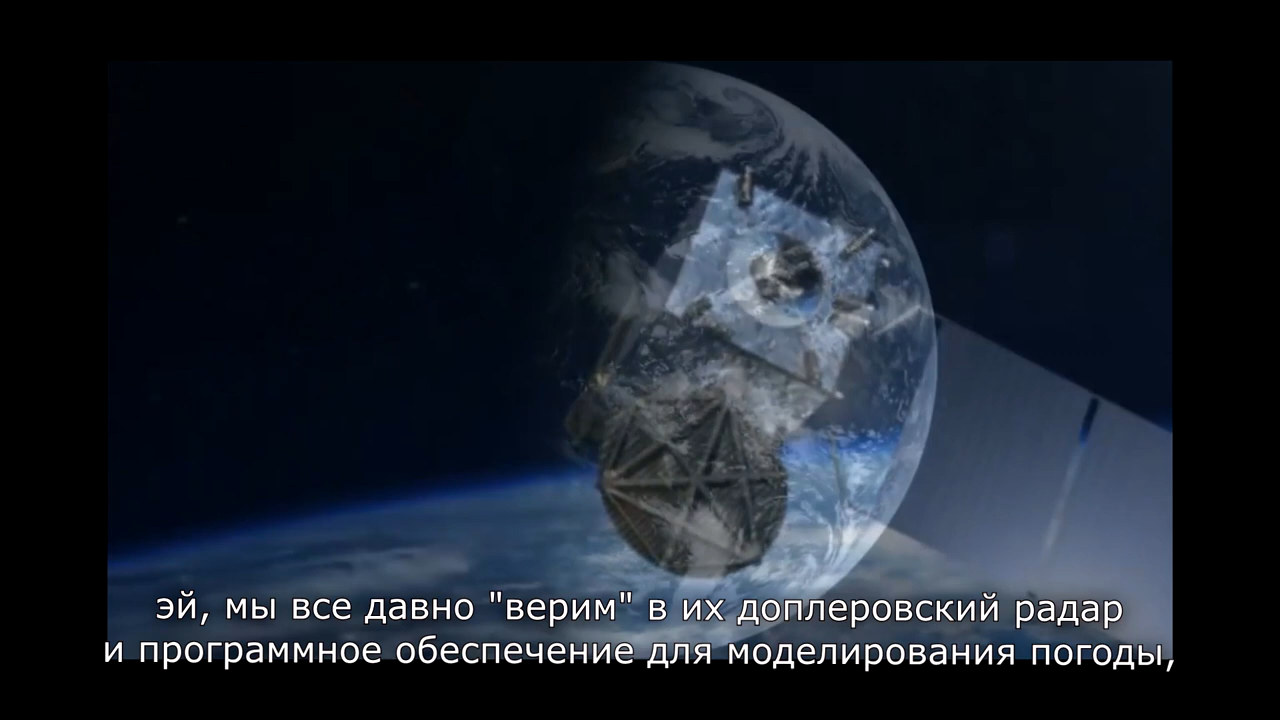 эй, мы все давно "верим" в их доплеровский радар
и программное обеспечение для моделирования погоды,